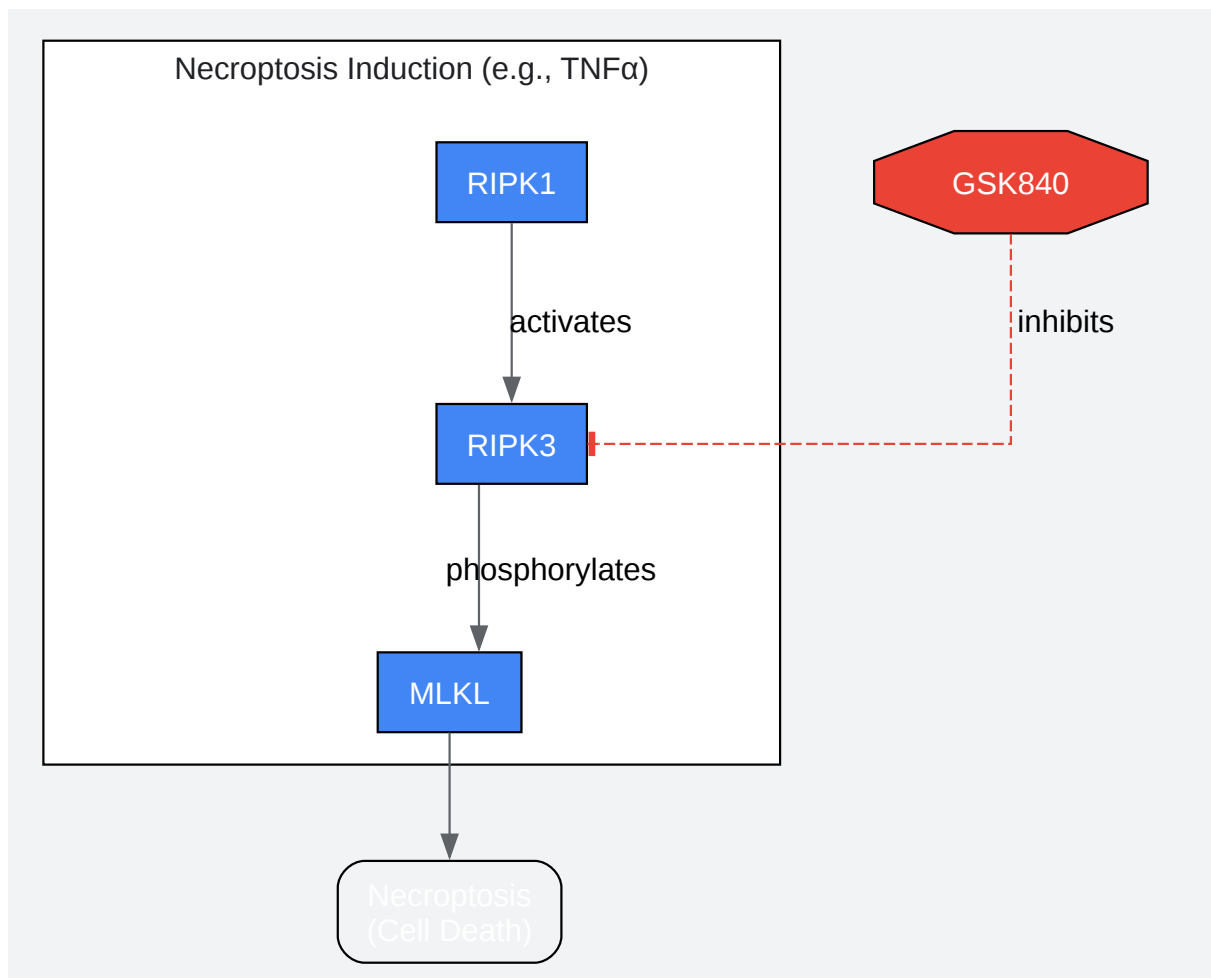 Necroptosis Induction (e.g., TNFα)
RIPK1
GSK840
activates
inhibits
RIPK3
phosphorylates
MLKL
Necroptosis
(Cell Death)